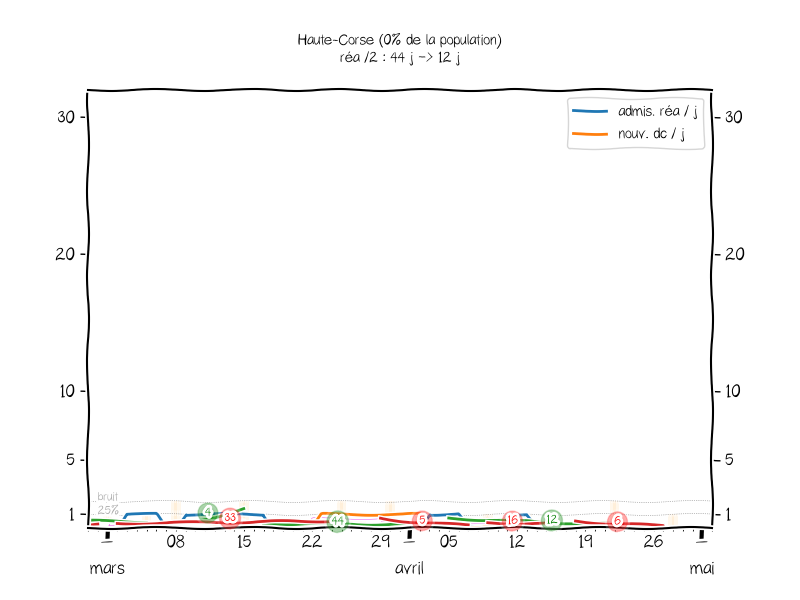 Haute-Corse (0% de la population)
réa /2 : 44 j -> 12 j
admis. réa / j
nouv. dc / j
30 30
20 20
10 10
5 5
1 1
bruit
25%
4 33 44 5 16 12 6
08 15 22 29 05 12 19 26
mars avril mai